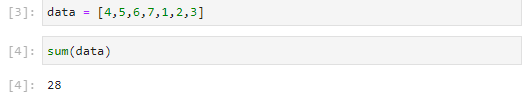 [3]: data = [4,5,6,7,1,2,3]
[4]: sum(data)
[4]: 28